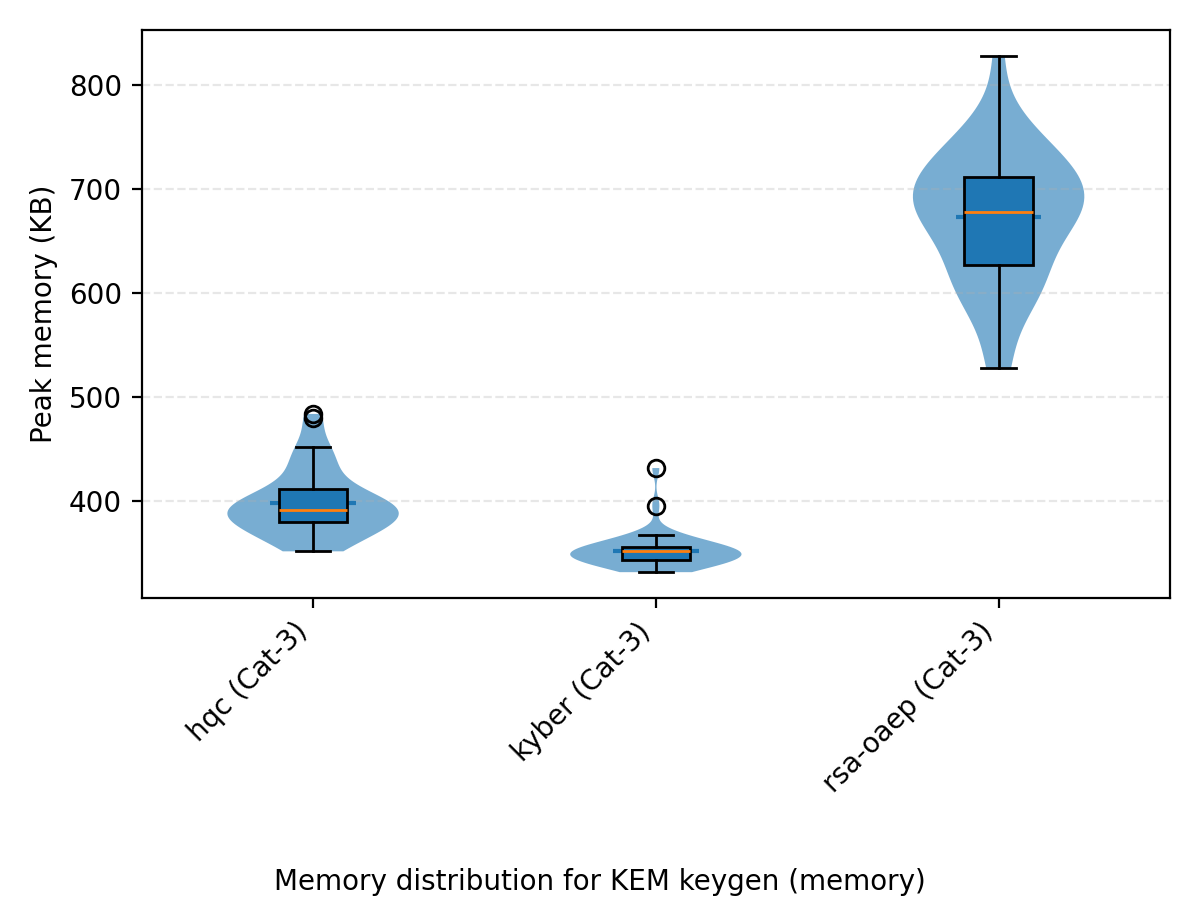 800
700
600
500
400
Peak memory (KB)
hqc (Cat-3)
kyber (Cat-3)
rsa-oaep (Cat-3)
Memory distribution for KEM keygen (memory)